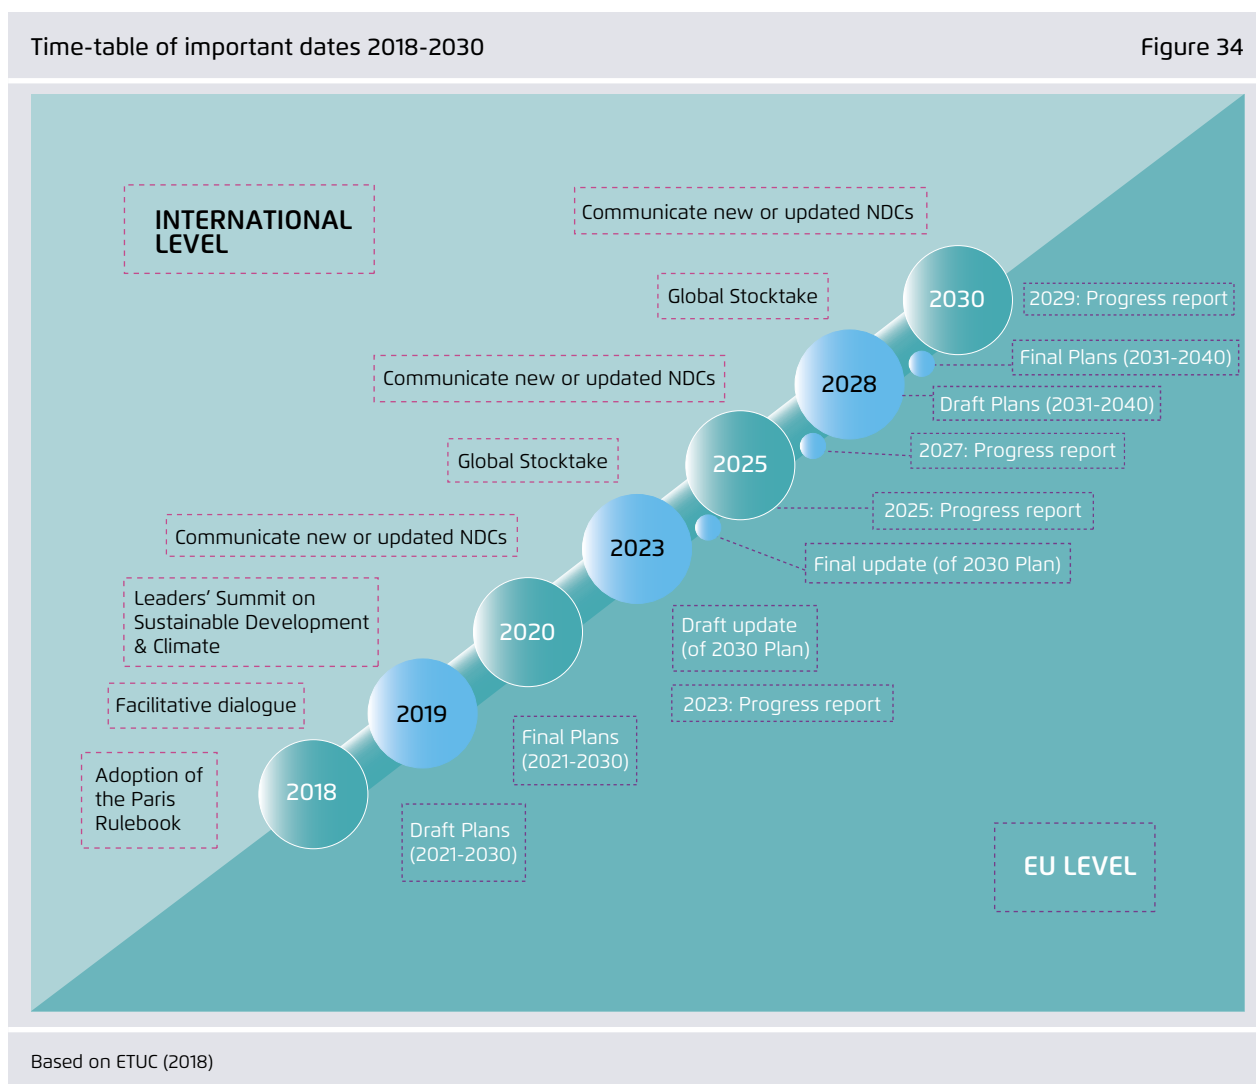 Time-table of important dates 2018-2030
Figure 34
INTERNATIONAL
LEVEL
Communicate new or updated NDCs
Global Stocktake
2030
2029: Progress report
Final Plans (2031-2040)
Communicate new or updated NDCs
2028
Draft Plans (2031-2040)
2027: Progress report
Global Stocktake
2025
2025: Progress report
Communicate new or updated NDCs
2023
Final update (of 2030 Plan)
Leaders’ Summit on
Sustainable Development
& Climate
2020
Draft update
(of 2030 Plan)
2023: Progress report
Facilitative dialogue
2019
Final Plans
(2021-2030)
Adoption of
the Paris
Rulebook
2018
Draft Plans
(2021-2030)
EU LEVEL
Based on ETUC (2018)